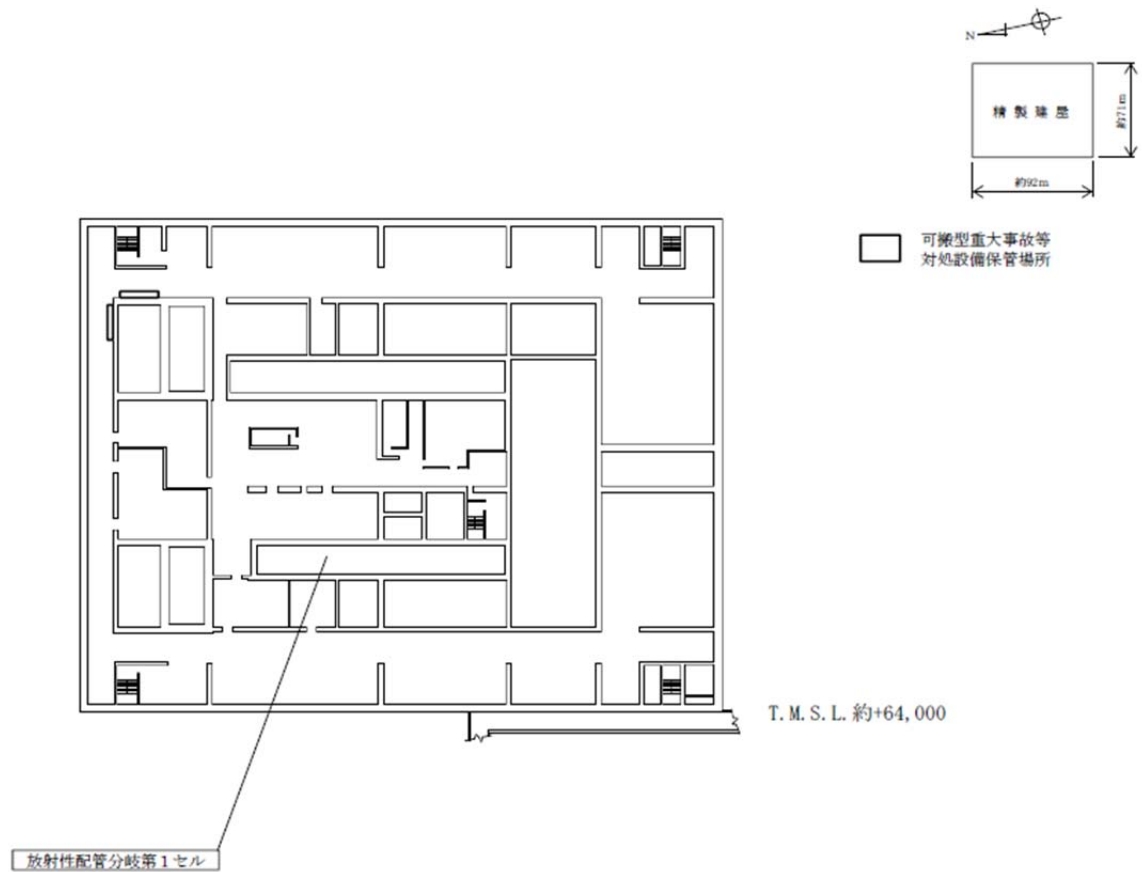 N
精製建屋
約71m
約92m
可搬型重大事故等
対処設備保管場所
T.M.S.L.約+64,000
放射性配管分岐第1セル